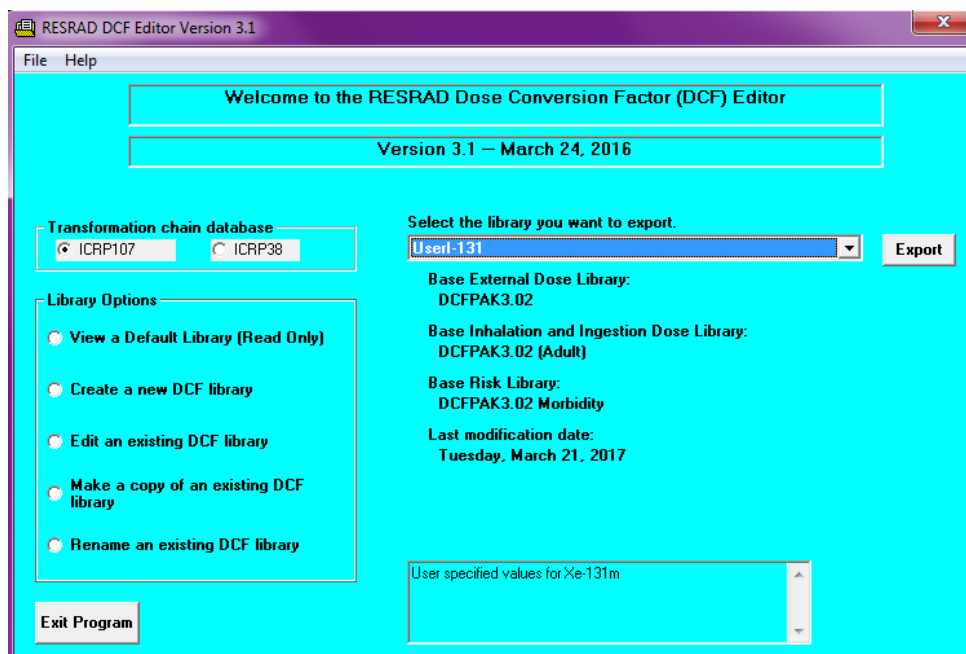 RESRAD DCF Editor Version 3.1
File Help
Welcome to the RESRAD Dose Conversion Factor (DCF) Editor
Version 3.1 — March 24, 2016
Transformation chain database
ICRP107 ICRP38
Library Options
View a Default Library (Read Only)
Create a new DCF library
Edit an existing DCF library
Make a copy of an existing DCF
library
Rename an existing DCF library
Exit Program
Select the library you want to export.
UserI-131
Export
Base External Dose Library:
DCFPAK3.02
Base Inhalation and Ingestion Dose Library:
DCFPAK3.02 (Adult)
Base Risk Library:
DCFPAK3.02 Morbidity
Last modification date:
Tuesday, March 21, 2017
User specified values for Xe-131m